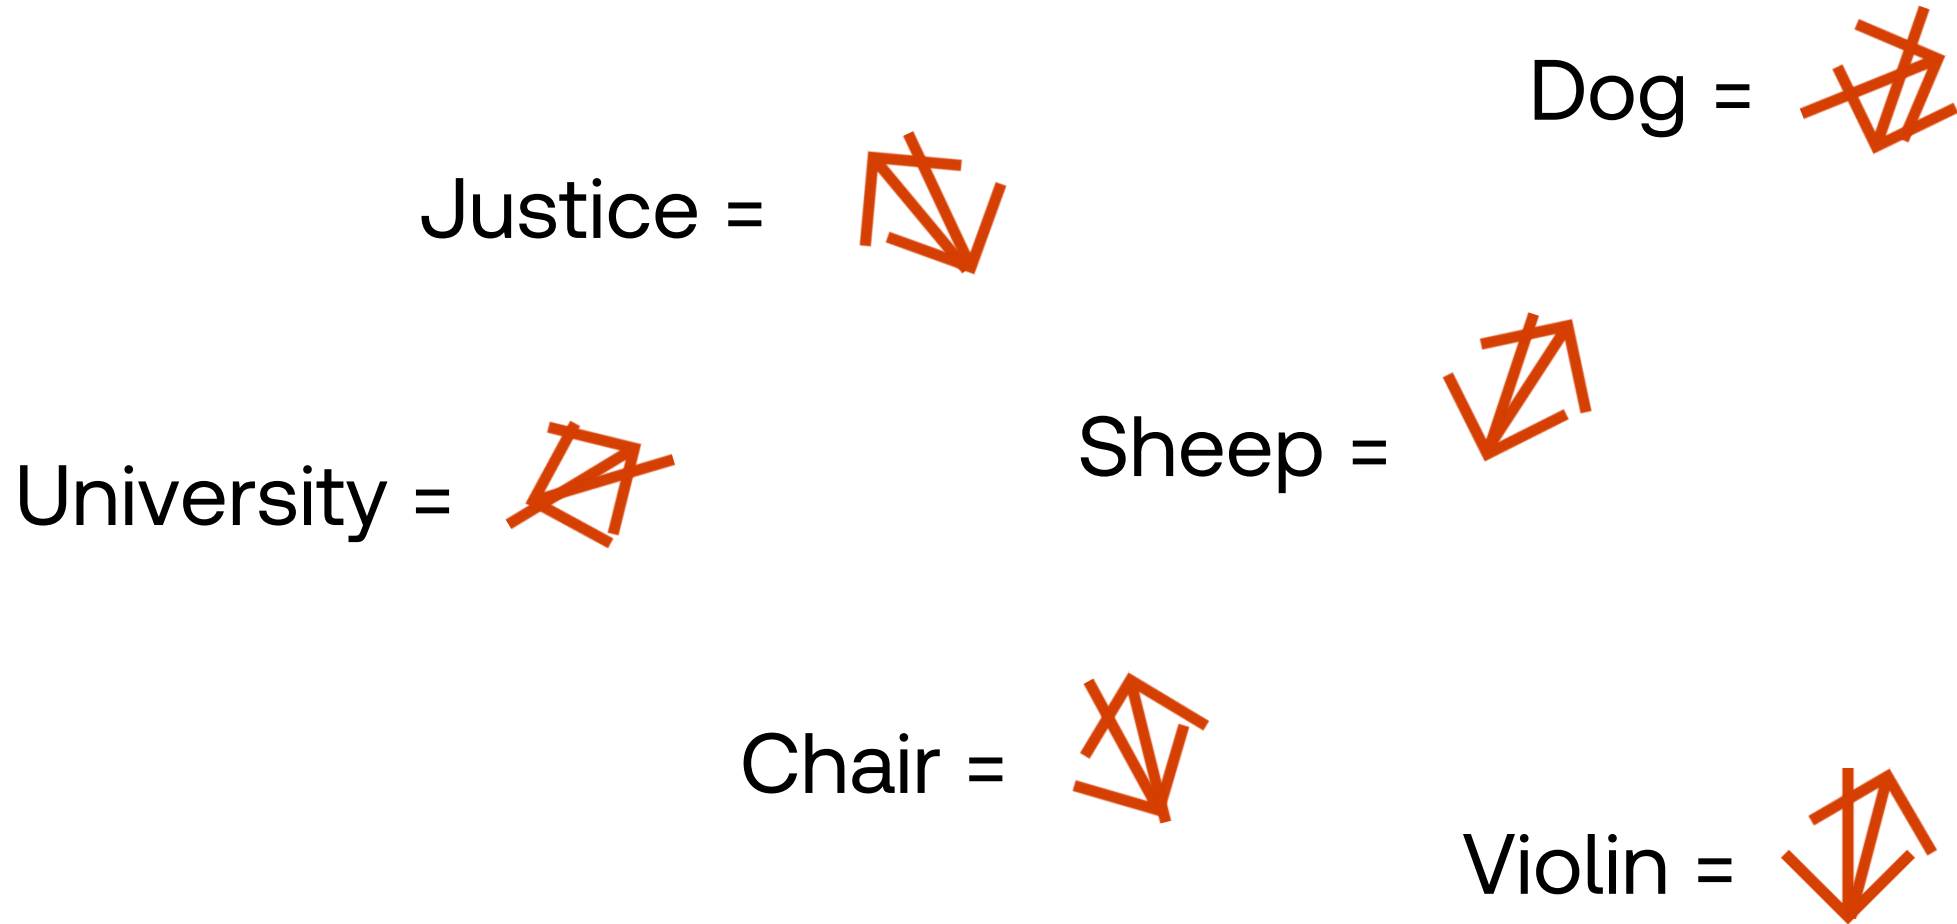 Dog =
Justice =
Sheep =
University =
Chair =
Violin =